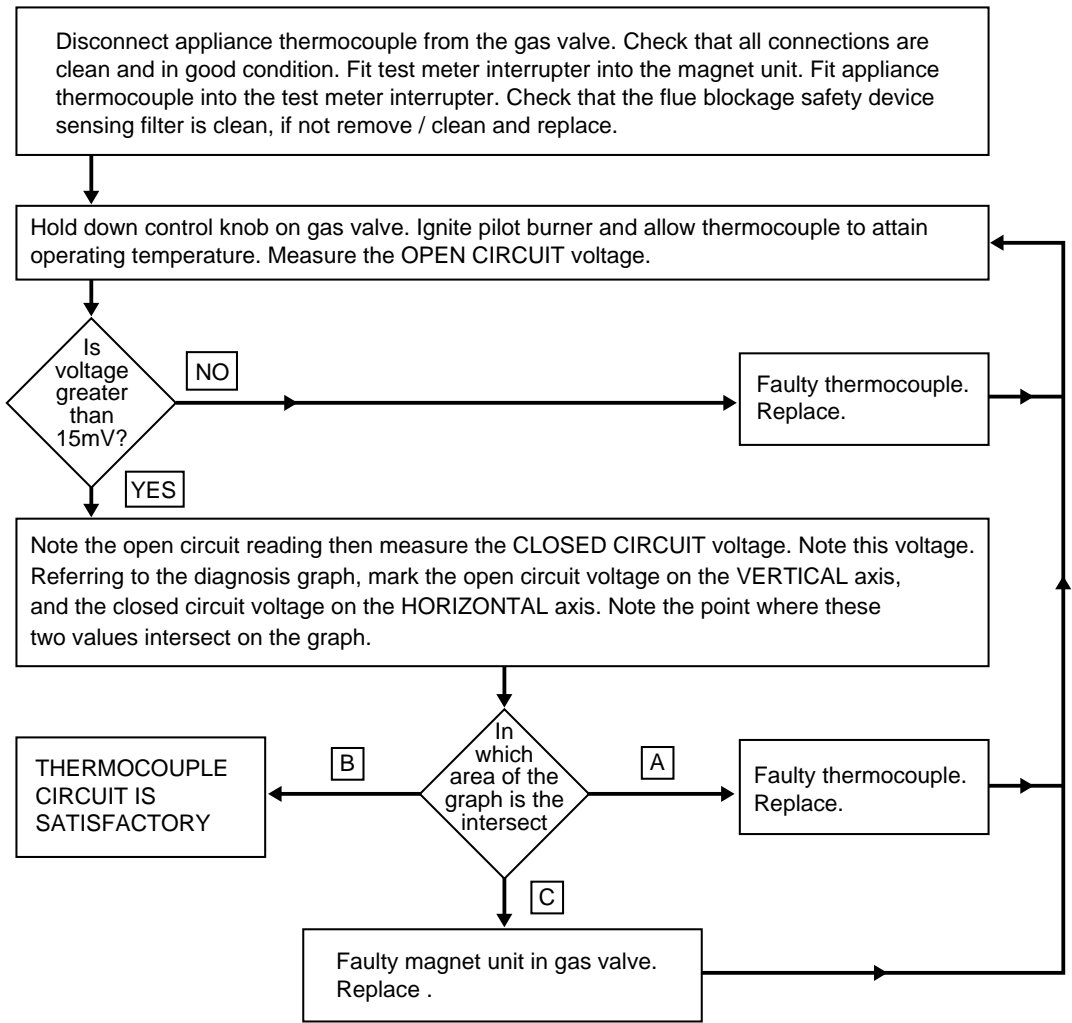 Disconnect appliance thermocouple from the gas valve. Check that all connections are
clean and in good condition. Fit test meter interrupter into the magnet unit. Fit appliance
thermocouple into the test meter interrupter. Check that the flue blockage safety device
sensing filter is clean, if not remove / clean and replace.
Hold down control knob on gas valve. Ignite pilot burner and allow thermocouple to attain
operating temperature. Measure the OPEN CIRCUIT voltage.
Is
voltage
greater
than
15mV?
NO
Faulty thermocouple.
Replace.
YES
Note the open circuit reading then measure the CLOSED CIRCUIT voltage. Note this voltage.
Referring to the diagnosis graph, mark the open circuit voltage on the VERTICAL axis,
and the closed circuit voltage on the HORIZONTAL axis. Note the point where these
two values intersect on the graph.
In
which
area of the
graph is the
intersect
B
THERMOCOUPLE
CIRCUIT IS
SATISFACTORY
A
Faulty thermocouple.
Replace.
C
Faulty magnet unit in gas valve.
Replace .